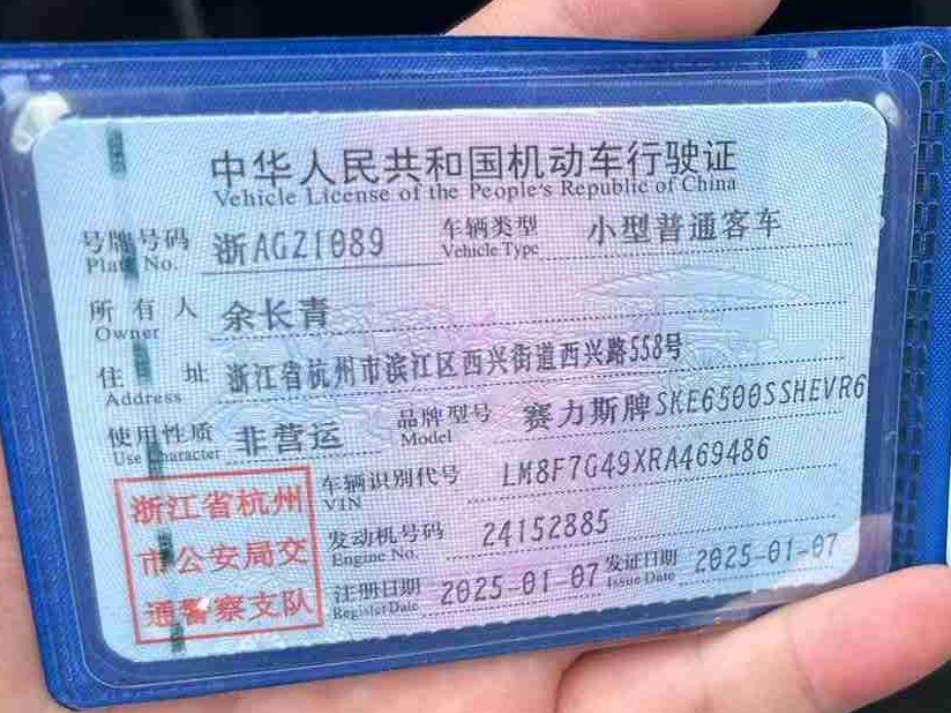 中华人民共和国机动车行驶证
Vehicle License of the People's Republic of China
号牌号码 浙AGZ1089 车辆类型 小型普通客车
Plate No. Vehicle Type
所有人 余长青
Owner
住址 浙江省杭州市滨江区西兴街道西兴路558号
Address
使用性质 非营运 品牌型号 赛力斯牌SKE6500SSHEVR6
Use Character Model
车辆识别代号 LM8F7G49XRA469486
VIN
发动机号码 24152885
Engine No.
注册日期 2025-01-07 发证日期 2025-01-07
Register Date Issue Date
浙江省杭州
市公安局交
通警察支队